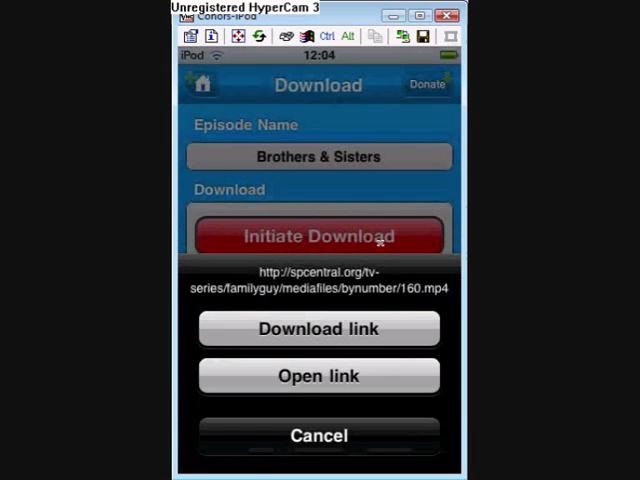 Unregistered HyperCam 3
Conors-iPod
Ctrl Alt
iPod 12:04
Download
Donate
Episode Name
Brothers & Sisters
Download
Initiate Download
http://spcentral.org/tv-
series/familyguy/mediafiles/bynumber/160.mp4
Download link
Open link
Cancel